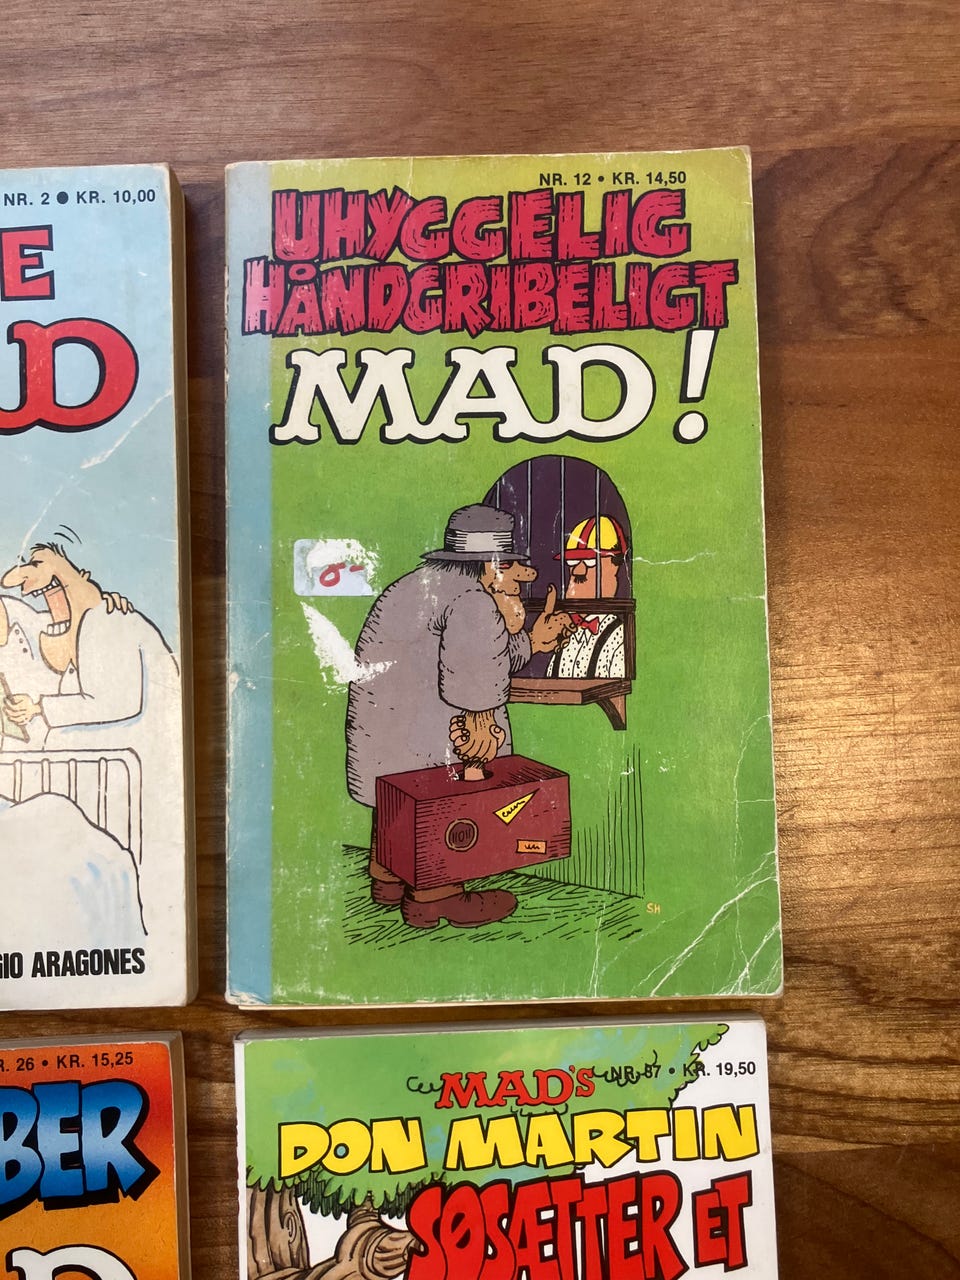 NR. 2 ● KR. 10,00
E
AD
GIO ARAGONES
NR. 12 • KR. 14,50
UHYGGELIG
HÅNDGRIBELIGT
MAD!
σ-
SH
R. 26 • KR. 15,25
BER
D
MAD's NR. 87 • KR. 19,50
DON MARTIN
SØSÆTTER ET